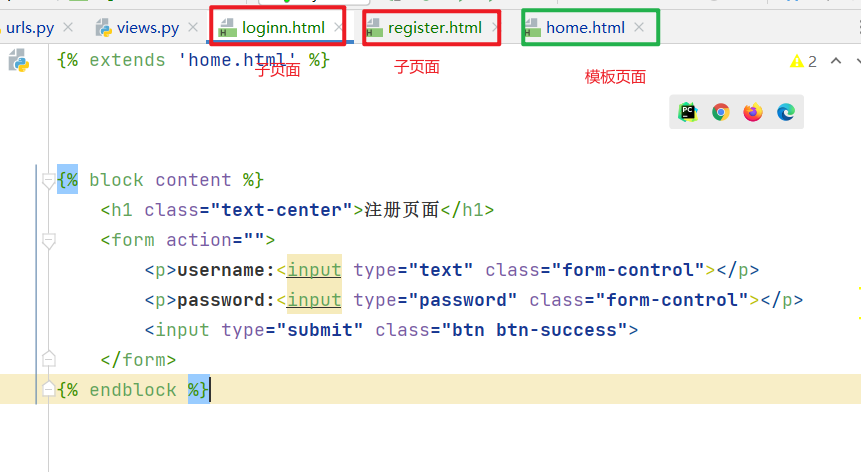 urls.py views.py loginn.html register.html home.html
{% extends 'home.html' %}
子页面 子页面 模板页面
2
{% block content %}
<h1 class="text-center">注册页面</h1>
<form action="">
<p>username:<input type="text" class="form-control"></p>
<p>password:<input type="password" class="form-control"></p>
<input type="submit" class="btn btn-success">
</form>
{% endblock %}